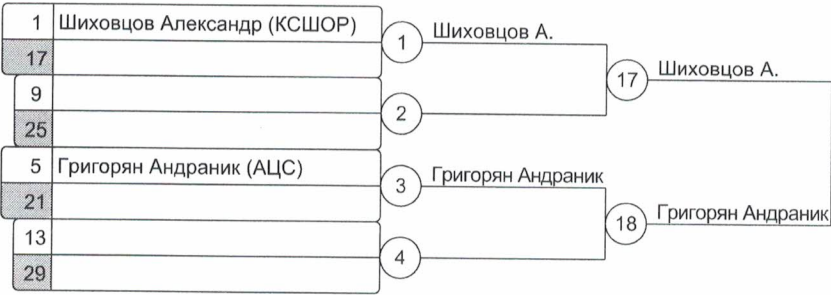 1 Шиховцов Александр (КСШОР)
17
1 Шиховцов А.
9
25
2
17 Шиховцов А.
5 Григорян Андраник (АЦС)
21
3 Григорян Андраник
13
29
4
18 Григорян Андраник